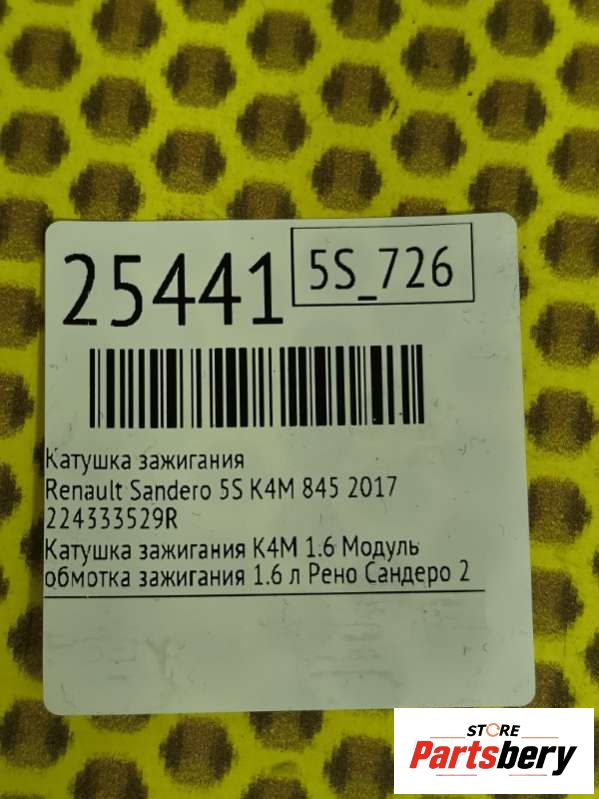 25441
5S_726
Катушка зажигания
Renault Sandero 5S K4M 845 2017
224333529R
Катушка зажигания K4M 1.6 Модуль
обмотка зажигания 1.6 л Рено Сандеро 2
STORE
Partsbery